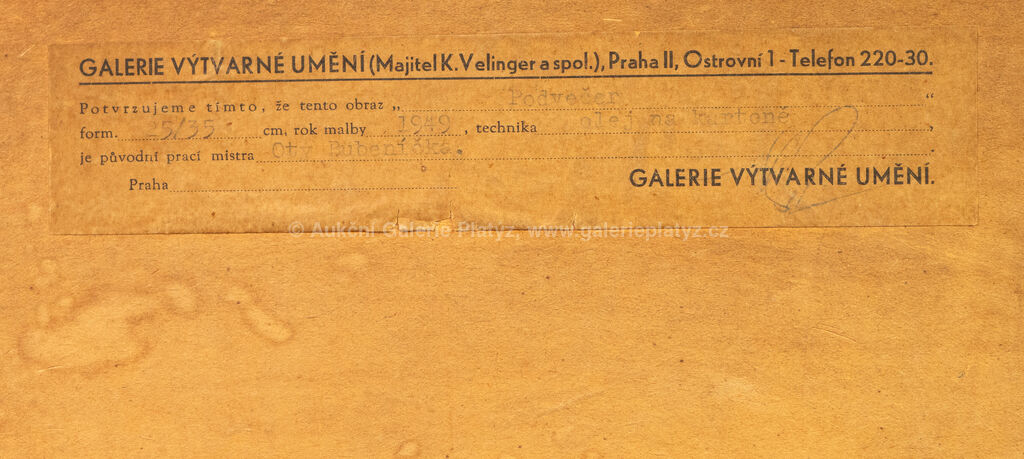 GALERIE VÝTVARNÉ UMĚNÍ (Majitel K. Velinger a spol.), Praha II, Ostrovní 1 - Telefon 220-30.
Potvrzujeme tímto, že tento obraz „ Podvečer “
form. 25/35 cm, rok malby 1949, technika olej na kartoně,
je původní prací mistra Oty Bubeníčka.
Praha GALERIE VÝTVARNÉ UMĚNÍ.
© Aukční Galerie Platýz, www.galerieplatyz.cz